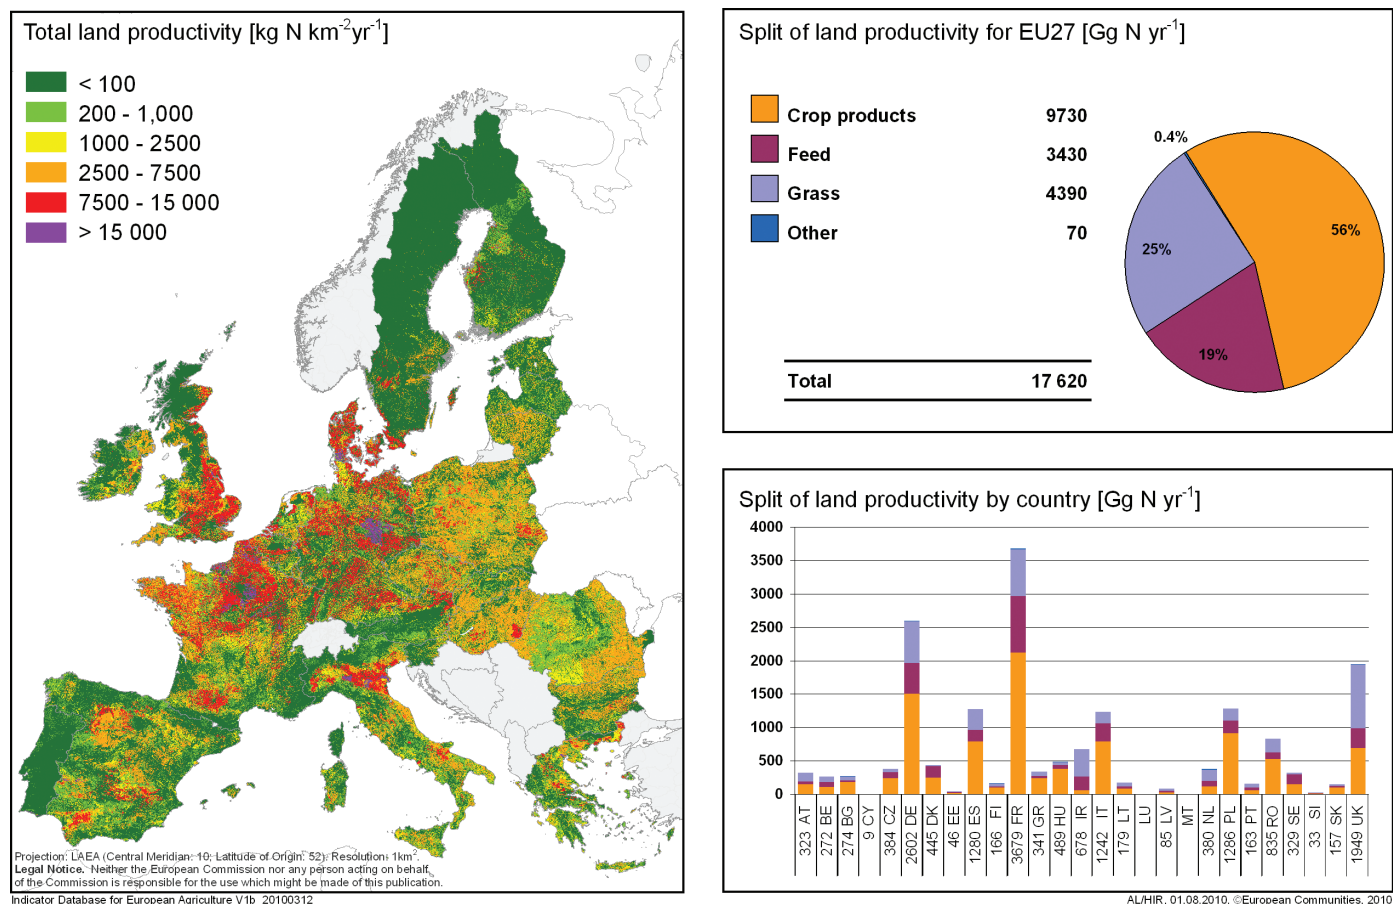 Total land productivity [kg N km-2yr-1]
< 100
200 - 1,000
1000 - 2500
2500 - 7500
7500 - 15 000
> 15 000
Projection: LAEA (Central Meridian: 10, Latitude of Origin: 52), Resolution: 1km2.
Legal Notice. Neither the European Commission nor any person acting on behalf
of the Commission is responsible for the use which might be made of this publication.
Indicator Database for European Agriculture V1b_20100312
Split of land productivity for EU27 [Gg N yr-1]
Crop products 9730
Feed 3430
Grass 4390
Other 70
Total 17 620
0.4%
56%
25%
19%
Split of land productivity by country [Gg N yr-1]
4000
3500
3000
2500
2000
1500
1000
500
0
323 AT
272 BE
274 BG
9 CY
384 CZ
2602 DE
445 DK
46 EE
1280 ES
166 FI
3679 FR
341 GR
489 HU
678 IR
1242 IT
179 LT
LU
85 LV
MT
380 NL
1286 PL
163 PT
835 RO
329 SE
33 SI
157 SK
1949 UK
AL/HIR, 01.08.2010, ©European Communities, 2010